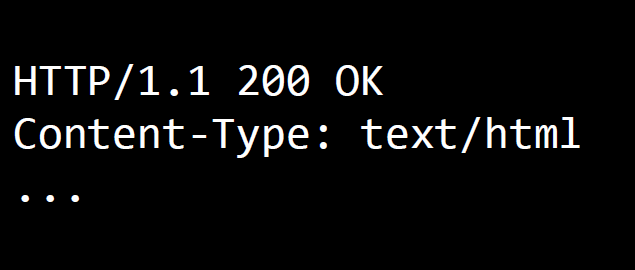 HTTP/1.1 200 OK
Content-Type: text/html
...